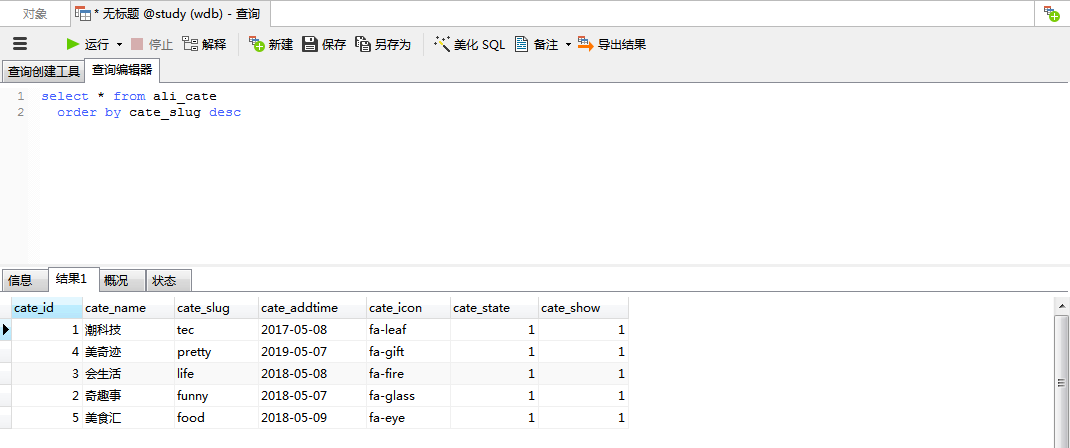 对象 * 无标题 @study (wdb) - 查询
运行 停止 解释 新建 保存 另存为 美化 SQL 备注 导出结果
查询创建工具 查询编辑器
1 select * from ali_cate
2 order by cate_slug desc
信息 结果1 概况 状态
cate_id cate_name cate_slug cate_addtime cate_icon cate_state cate_show
1 潮科技 tec 2017-05-08 fa-leaf 1 1
4 美奇迹 pretty 2019-05-07 fa-gift 1 1
3 会生活 life 2018-05-08 fa-fire 1 1
2 奇趣事 funny 2018-05-07 fa-glass 1 1
5 美食汇 food 2018-05-09 fa-eye 1 1